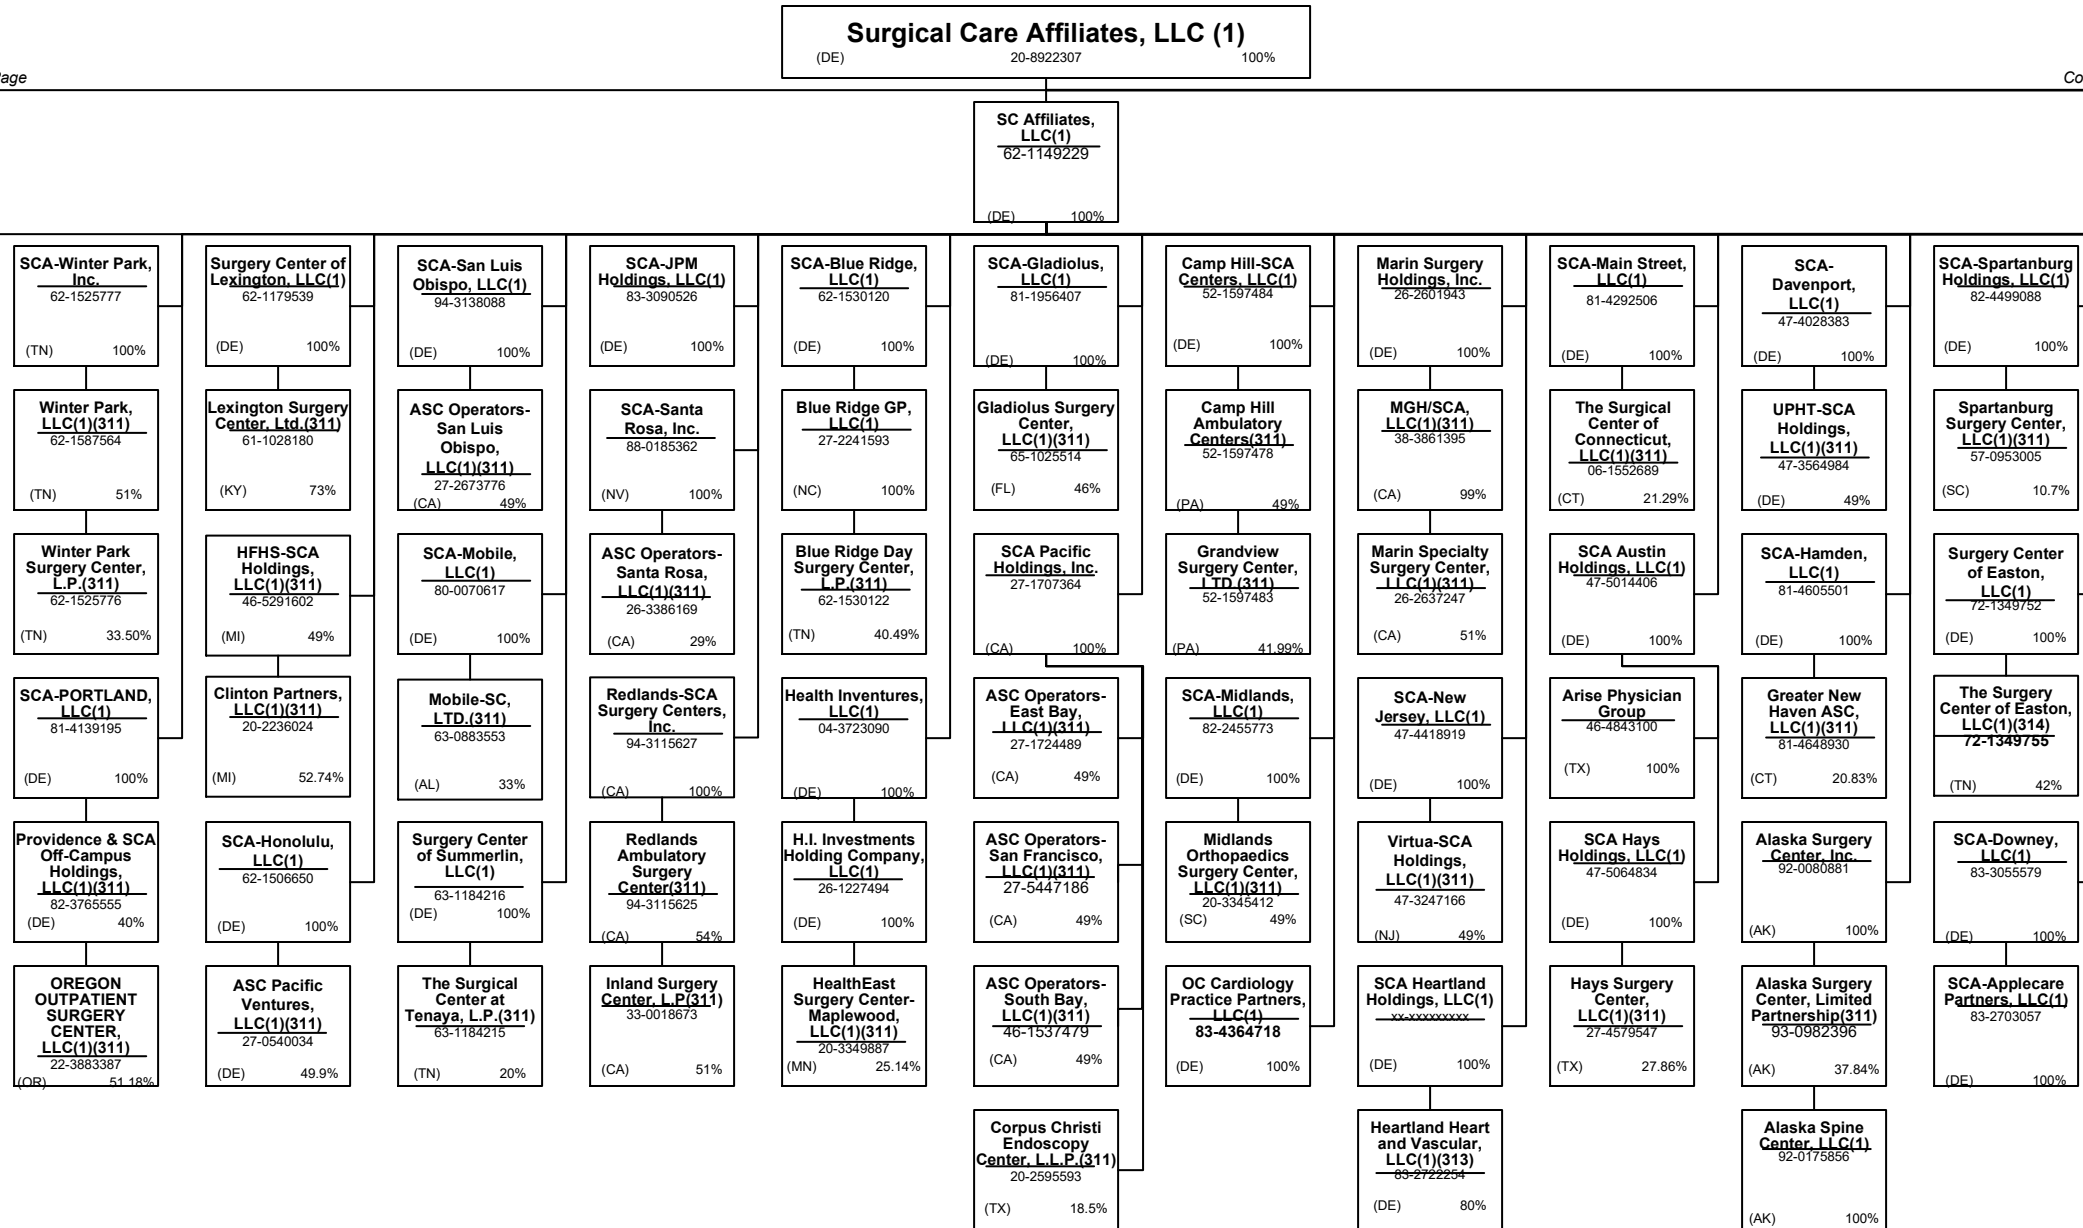 Surgical Care Affiliates, LLC (1)
(DE) 20-8922307 100%
Page
Co
SC Affiliates,
LLC(1)
62-1149229
(DE) 100%
SCA-Winter Park,
Inc.
62-1525777
(TN) 100%
Surgery Center of
Lexington, LLC(1)
62-1179539
(DE) 100%
SCA-San Luis
Obispo, LLC(1)
94-3138088
(DE) 100%
SCA-JPM
Holdings, LLC(1)
83-3090526
(DE) 100%
SCA-Blue Ridge,
LLC(1)
62-1530120
(DE) 100%
SCA-Gladiolus,
LLC(1)
81-1956407
(DE) 100%
Camp Hill-SCA
Centers, LLC(1)
52-1597484
(DE) 100%
Marin Surgery
Holdings, Inc.
26-2601943
(DE) 100%
SCA-Main Street,
LLC(1)
81-4292506
(DE) 100%
SCA-
Davenport,
LLC(1)
47-4028383
(DE) 100%
SCA-Spartanburg
Holdings, LLC(1)
82-4499088
(DE) 100%
Winter Park,
LLC(1)(311)
62-1587564
(TN) 51%
Lexington Surgery
Center, Ltd.(311)
61-1028180
(KY) 73%
ASC Operators-
San Luis
Obispo,
LLC(1)(311)
27-2673776
(CA) 49%
SCA-Santa
Rosa, Inc.
88-0185362
(NV) 100%
Blue Ridge GP,
LLC(1)
27-2241593
(NC) 100%
Gladiolus Surgery
Center,
LLC(1)(311)
65-1025514
(FL) 46%
Camp Hill
Ambulatory
Centers(311)
52-1597478
(PA) 49%
MGH/SCA,
LLC(1)(311)
38-3861395
(CA) 99%
The Surgical
Center of
Connecticut,
LLC(1)(311)
06-1552689
(CT) 21.29%
UPHT-SCA
Holdings,
LLC(1)(311)
47-3564984
(DE) 49%
Spartanburg
Surgery Center,
LLC(1)(311)
57-0953005
(SC) 10.7%
Winter Park
Surgery Center,
L.P.(311)
62-1525776
(TN) 33.50%
HFHS-SCA
Holdings,
LLC(1)(311)
46-5291602
(MI) 49%
SCA-Mobile,
LLC(1)
80-0070617
(DE) 100%
ASC Operators-
Santa Rosa,
LLC(1)(311)
26-3386169
(CA) 29%
Blue Ridge Day
Surgery Center,
L.P.(311)
62-1530122
(TN) 40.49%
SCA Pacific
Holdings, Inc.
27-1707364
(CA) 100%
Grandview
Surgery Center,
LTD.(311)
52-1597483
(PA) 41.99%
Marin Specialty
Surgery Center,
LLC(1)(311)
26-2637247
(CA) 51%
SCA Austin
Holdings, LLC(1)
47-5014406
(DE) 100%
SCA-Hamden,
LLC(1)
81-4605501
(DE) 100%
Surgery Center
of Easton,
LLC(1)
72-1349752
(DE) 100%
SCA-PORTLAND,
LLC(1)
81-4139195
(DE) 100%
Clinton Partners,
LLC(1)(311)
20-2236024
(MI) 52.74%
Mobile-SC,
LTD.(311)
63-0883553
(AL) 33%
Redlands-SCA
Surgery Centers,
Inc.
94-3115627
(CA) 100%
Health Inventures,
LLC(1)
04-3723090
(DE) 100%
ASC Operators-
East Bay,
LLC(1)(311)
27-1724489
(CA) 49%
SCA-Midlands,
LLC(1)
82-2455773
(DE) 100%
SCA-New
Jersey, LLC(1)
47-4418919
(DE) 100%
Arise Physician
Group
46-4843100
(TX) 100%
Greater New
Haven ASC,
LLC(1)(311)
81-4648930
(CT) 20.83%
The Surgery
Center of Easton,
LLC(1)(314)
72-1349755
(TN) 42%
Providence & SCA
Off-Campus
Holdings,
LLC(1)(311)
82-3765555
(DE) 40%
SCA-Honolulu,
LLC(1)
62-1506650
(DE) 100%
Surgery Center
of Summerlin,
LLC(1)
63-1184216
(DE) 100%
Redlands
Ambulatory
Surgery
Center(311)
94-3115625
(CA) 54%
H.I. Investments
Holding Company,
LLC(1)
26-1227494
(DE) 100%
ASC Operators-
San Francisco,
LLC(1)(311)
27-5447186
(CA) 49%
Midlands
Orthopaedics
Surgery Center,
LLC(1)(311)
20-3345412
(SC) 49%
Virtua-SCA
Holdings,
LLC(1)(311)
47-3247166
(NJ) 49%
SCA Hays
Holdings, LLC(1)
47-5064834
(DE) 100%
Alaska Surgery
Center, Inc.
92-0080881
(AK) 100%
SCA-Downey,
LLC(1)
83-3055579
(DE) 100%
OREGON
OUTPATIENT
SURGERY
CENTER,
LLC(1)(311)
22-3883387
(OR) 51.18%
ASC Pacific
Ventures,
LLC(1)(311)
27-0540034
(DE) 49.9%
The Surgical
Center at
Tenaya, L.P.(311)
63-1184215
(TN) 20%
Inland Surgery
Center, L.P(311)
33-0018673
(CA) 51%
HealthEast
Surgery Center-
Maplewood,
LLC(1)(311)
20-3349887
(MN) 25.14%
ASC Operators-
South Bay,
LLC(1)(311)
46-1537479
(CA) 49%
OC Cardiology
Practice Partners,
LLC(1)
83-4364718
(DE) 100%
SCA Heartland
Holdings, LLC(1)
xx-xxxxxxxxx
(DE) 100%
Hays Surgery
Center,
LLC(1)(311)
27-4579547
(TX) 27.86%
Alaska Surgery
Center, Limited
Partnership(311)
93-0982396
(AK) 37.84%
SCA-Applecare
Partners, LLC(1)
83-2703057
(DE) 100%
Corpus Christi
Endoscopy
Center, L.L.P.(311)
20-2595593
(TX) 18.5%
Heartland Heart
and Vascular,
LLC(1)(313)
83-2722254
(DE) 80%
Alaska Spine
Center, LLC(1)
92-0175856
(AK) 100%